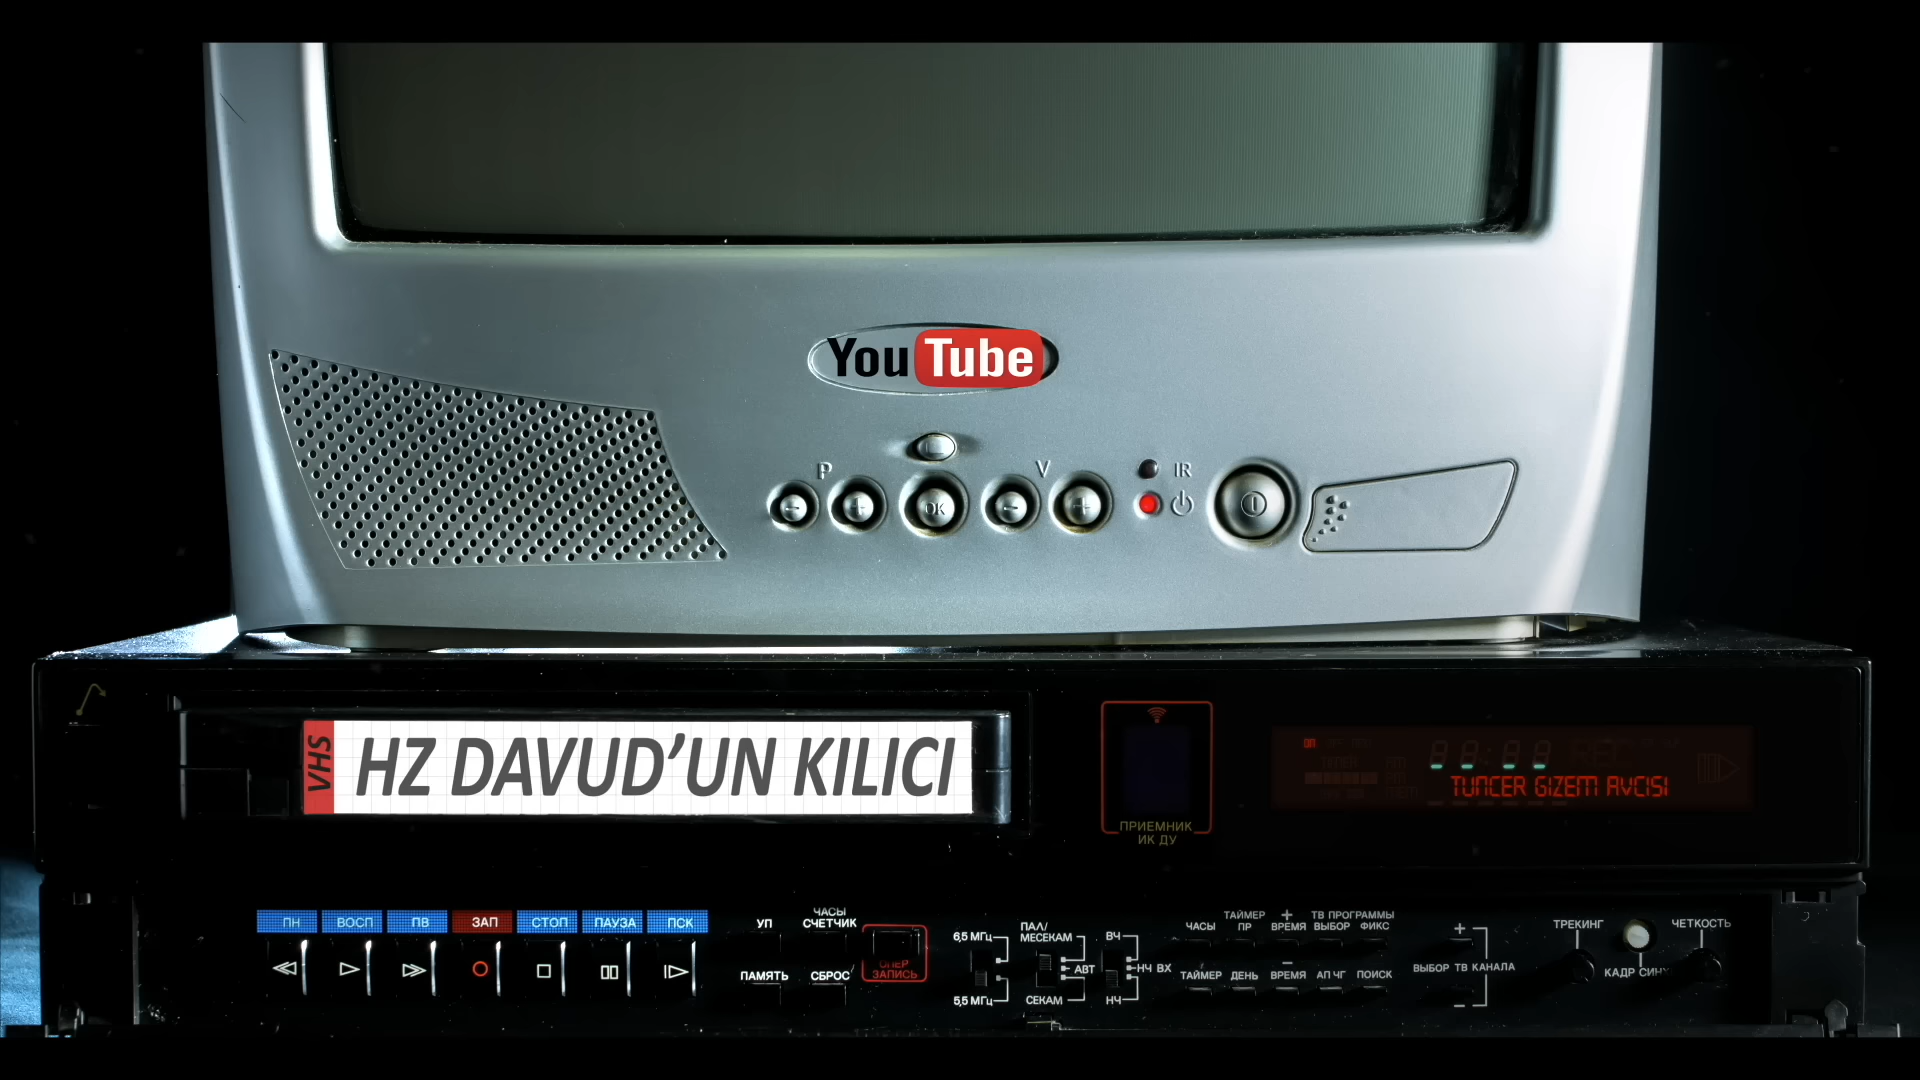 YouTube
P
V
IR
OK
VHS
HZ DAVUD'UN KILICI
ПРИЕМНИК
ИК ДУ
TUNCER GIZEM AVCISI
ПН ВОСП ПВ ЗАП СТОП ПАУЗА ПСК
УП
ЧАСЫ
СЧЕТЧИК
ПАМЯТЬ
СБРОС
ЗАПИСЬ
6,5 МГц
5,5 МГц
ПАЛ/
МЕСЕКАМ
АВТ
СЕКАМ
ВЧ
НЧ ВХ
НЧ
ЧАСЫ
ТАЙМЕР
ПР
+
ВРЕМЯ
ТВ ПРОГРАММЫ
ВЫБОР ФИКС
ТАЙМЕР ДЕНЬ
–
ВРЕМЯ
АП ЧГ ПОИСК
+
ВЫБОР ТВ КАНАЛА
–
ТРЕКИНГ
КАДР СИНХ
ЧЕТКОСТЬ